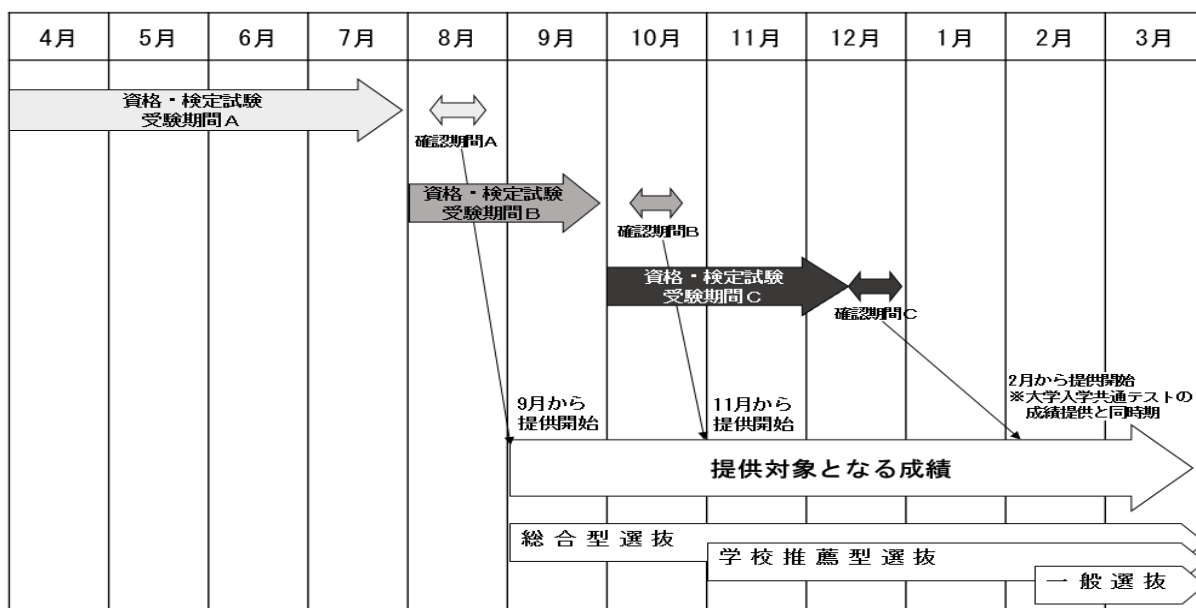 4月 5月 6月 7月 8月 9月 10月 11月 12月 1月 2月 3月
資格・検定試験
受験期間A
確認期間A
資格・検定試験
受験期間B
確認期間B
資格・検定試験
受験期間C
確認期間C
9月から
提供開始
11月から
提供開始
2月から提供開始
※大学入学共通テストの
成績提供と同時期
提供対象となる成績
総合型選抜
学校推薦型選抜
一般選抜